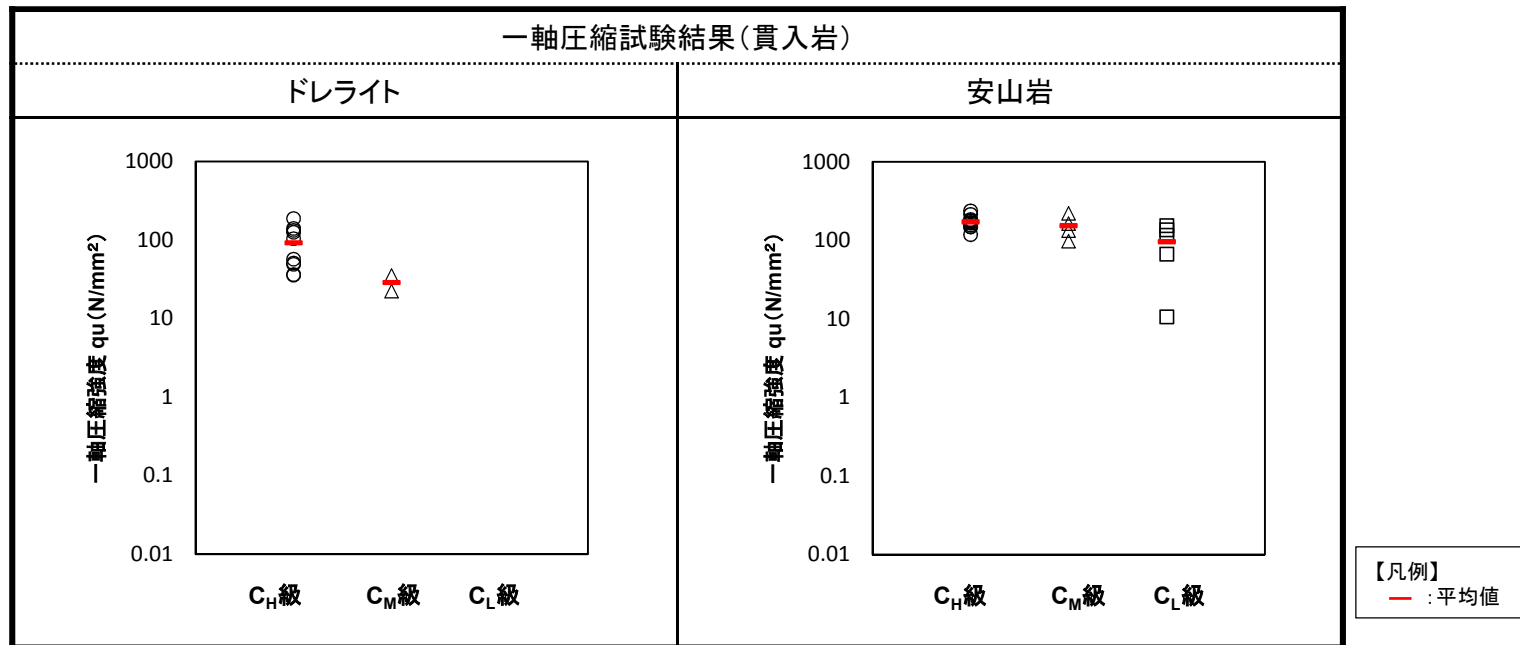 一軸圧縮試験結果(貫入岩)
ドレライト
安山岩
一軸圧縮強度 qu(N/mm²)
1000
100
10
1
0.1
0.01
CH級 CM級 CL級
一軸圧縮強度 qu(N/mm²)
1000
100
10
1
0.1
0.01
CH級 CM級 CL級
【凡例】
:平均値